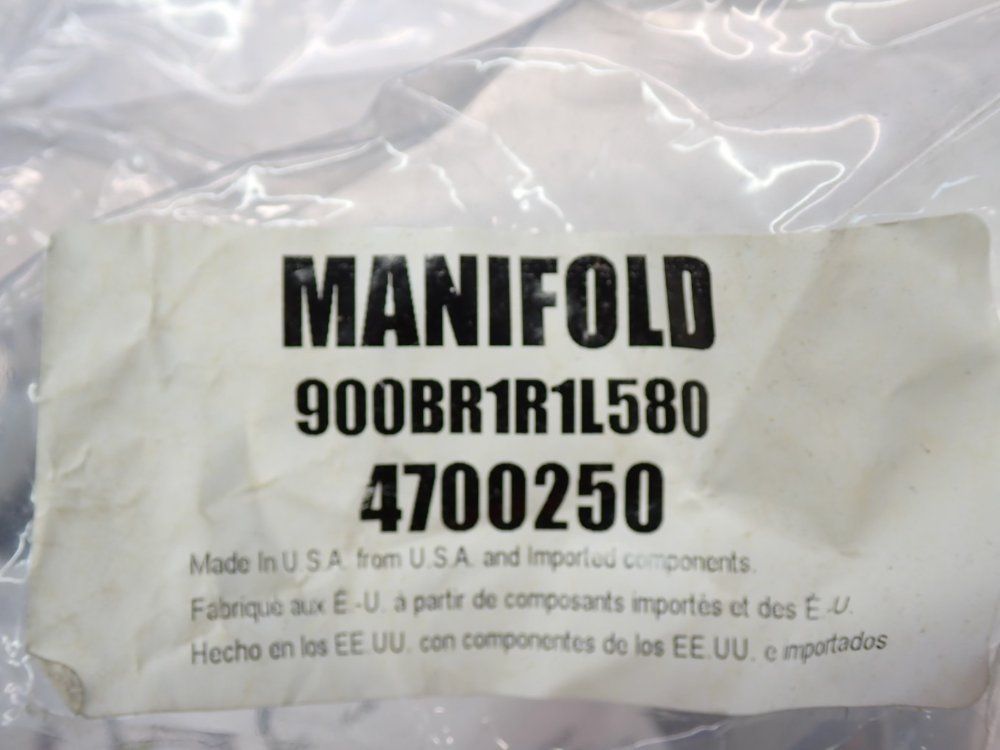 MANIFOLD
900BR1R1L580
4700250
Made In U.S.A. from U.S.A. and Imported components.
Fabriqué aux É.-U. à partir de composants importés et des É.-U.
Hecho en los EE.UU. con componentes de los EE.UU. e importados